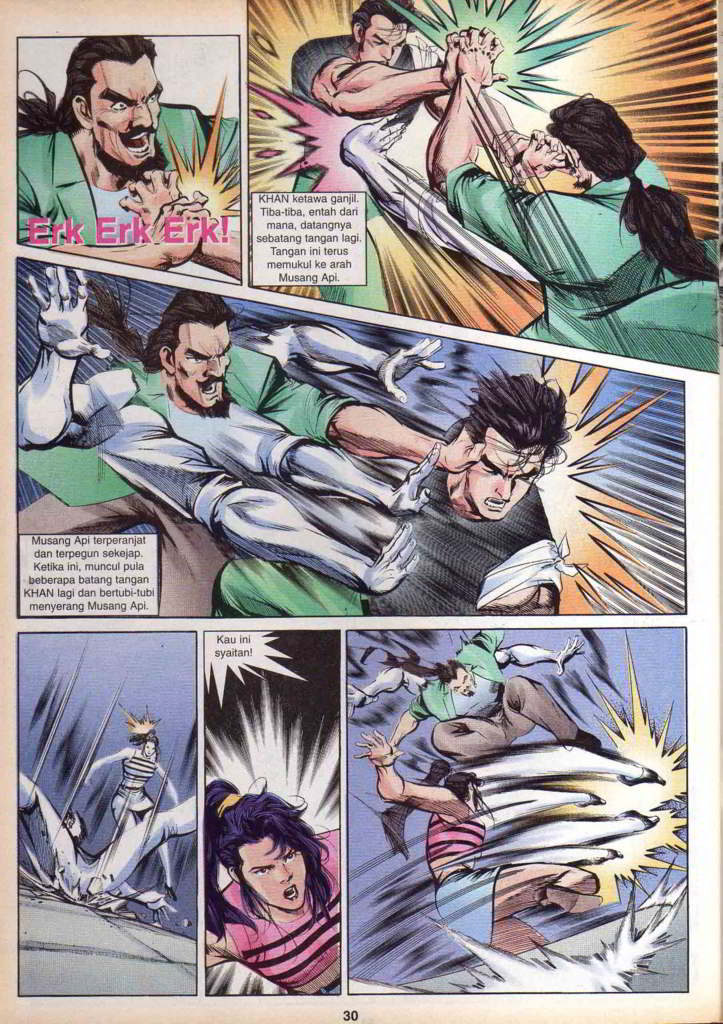 Erk Erk Erk!
KHAN ketawa ganjil.
Tiba-tiba, entah dari
mana, datangnya
sebatang tangan lagi.
Tangan ini terus
memukul ke arah
Musang Api.
Musang Api terperanjat
dan terpegun sekejap.
Ketika ini, muncul pula
beberapa batang tangan
KHAN lagi dan bertubi-tubi
menyerang Musang Api.
Kau ini
syaitan!
30